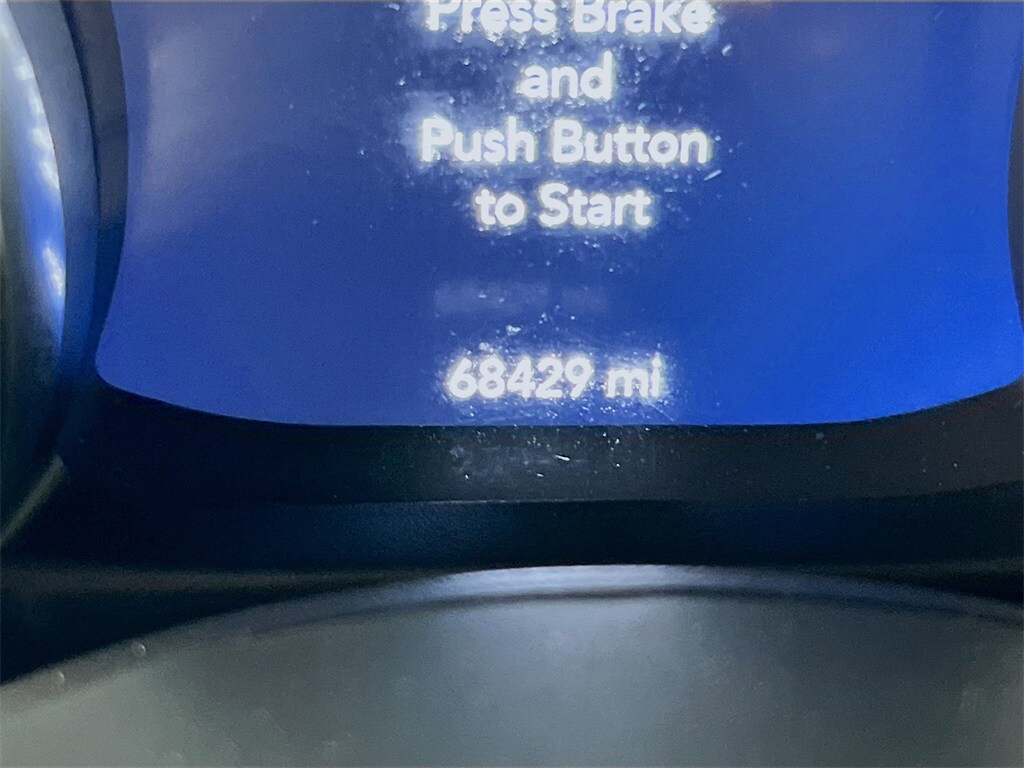 Press Brake
and
Push Button
to Start
68429 mi